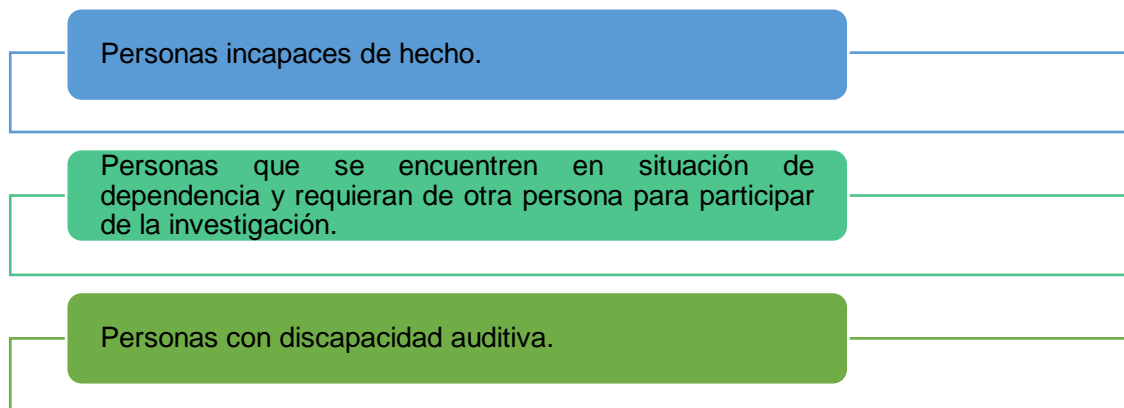 Personas incapaces de hecho.
Personas que se encuentren en situación de
dependencia y requieran de otra persona para participar
de la investigación.
Personas con discapacidad auditiva.